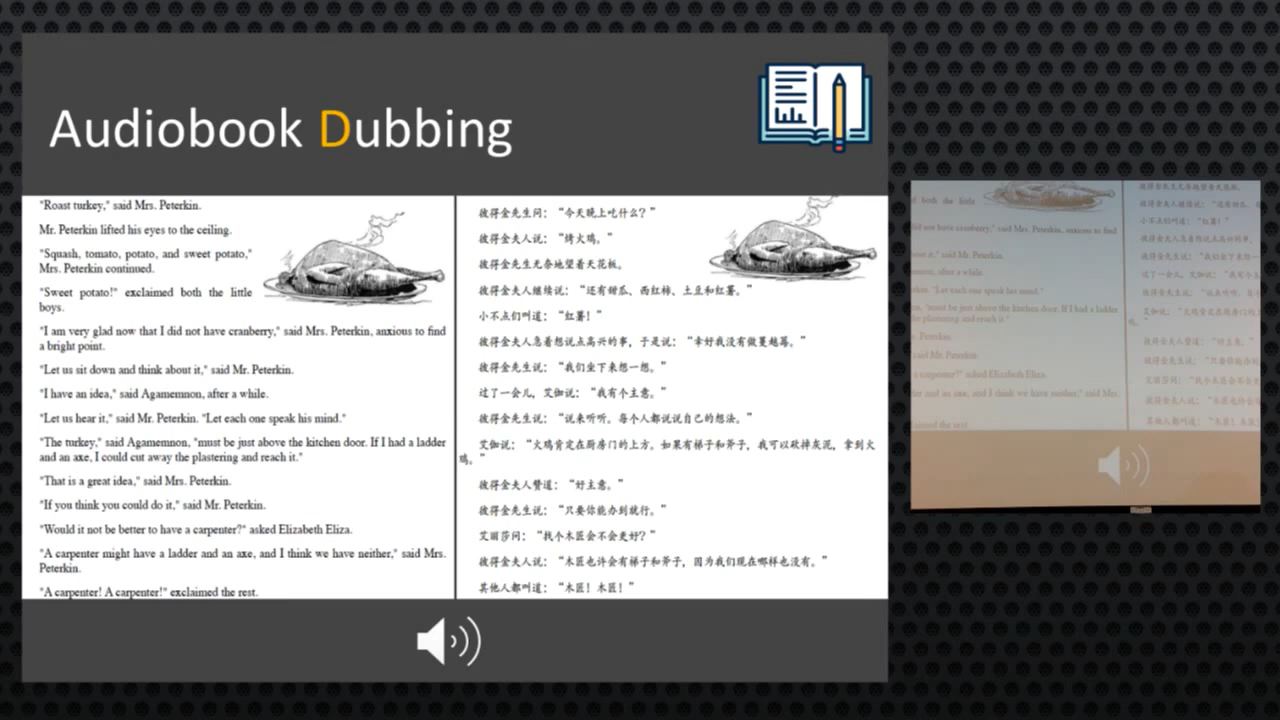 Audiobook Dubbing
"Roast turkey," said Mrs. Peterkin.
Mr. Peterkin lifted his eyes to the ceiling.
"Squash, tomato, potato, and sweet potato,"
Mrs. Peterkin continued.
"Sweet potato!" exclaimed both the little
boys.
"I am very glad now that I did not have cranberry," said Mrs. Peterkin, anxious to find
a bright point.
"Let us sit down and think about it," said Mr. Peterkin.
"I have an idea," said Agamemnon, after a while.
"Let us hear it," said Mr. Peterkin. "Let each one speak his mind."
"The turkey," said Agamemnon, "must be just above the kitchen door. If I had a ladder
and an axe, I could cut away the plastering and reach it."
"That is a great idea," said Mrs. Peterkin.
"If you think you could do it," said Mr. Peterkin.
"Would it not be better to have a carpenter?" asked Elizabeth Eliza.
"A carpenter might have a ladder and an axe, and I think we have neither," said Mrs.
Peterkin.
"A carpenter! A carpenter!" exclaimed the rest.
彼得金先生问：“今天晚上吃什么？”
彼得金夫人说：“烤火鸡。”
彼得金先生无奈地望着天花板。
彼得金夫人继续说：“还有甜瓜、西红柿、土豆和红薯。”
小不点们叫道：“红薯！”
彼得金夫人急着想说点高兴的事，于是说：“幸好我没有做蔓越莓。”
彼得金先生说：“我们坐下来想一想。”
过了一会儿，艾伽说：“我有个主意。”
彼得金先生说：“说来听听。每个人都说说自己的想法。”
艾伽说：“火鸡肯定在厨房门的上方。如果有梯子和斧子，我可以砍掉灰泥，拿到火
鸡。”
彼得金夫人赞道：“好主意。”
彼得金先生说：“只要你能办到就行。”
艾丽莎问：“找个木匠会不会更好？”
彼得金夫人说：“木匠也许会有梯子和斧子，因为我们现在哪样也没有。”
其他人都叫道：“木匠！木匠！”